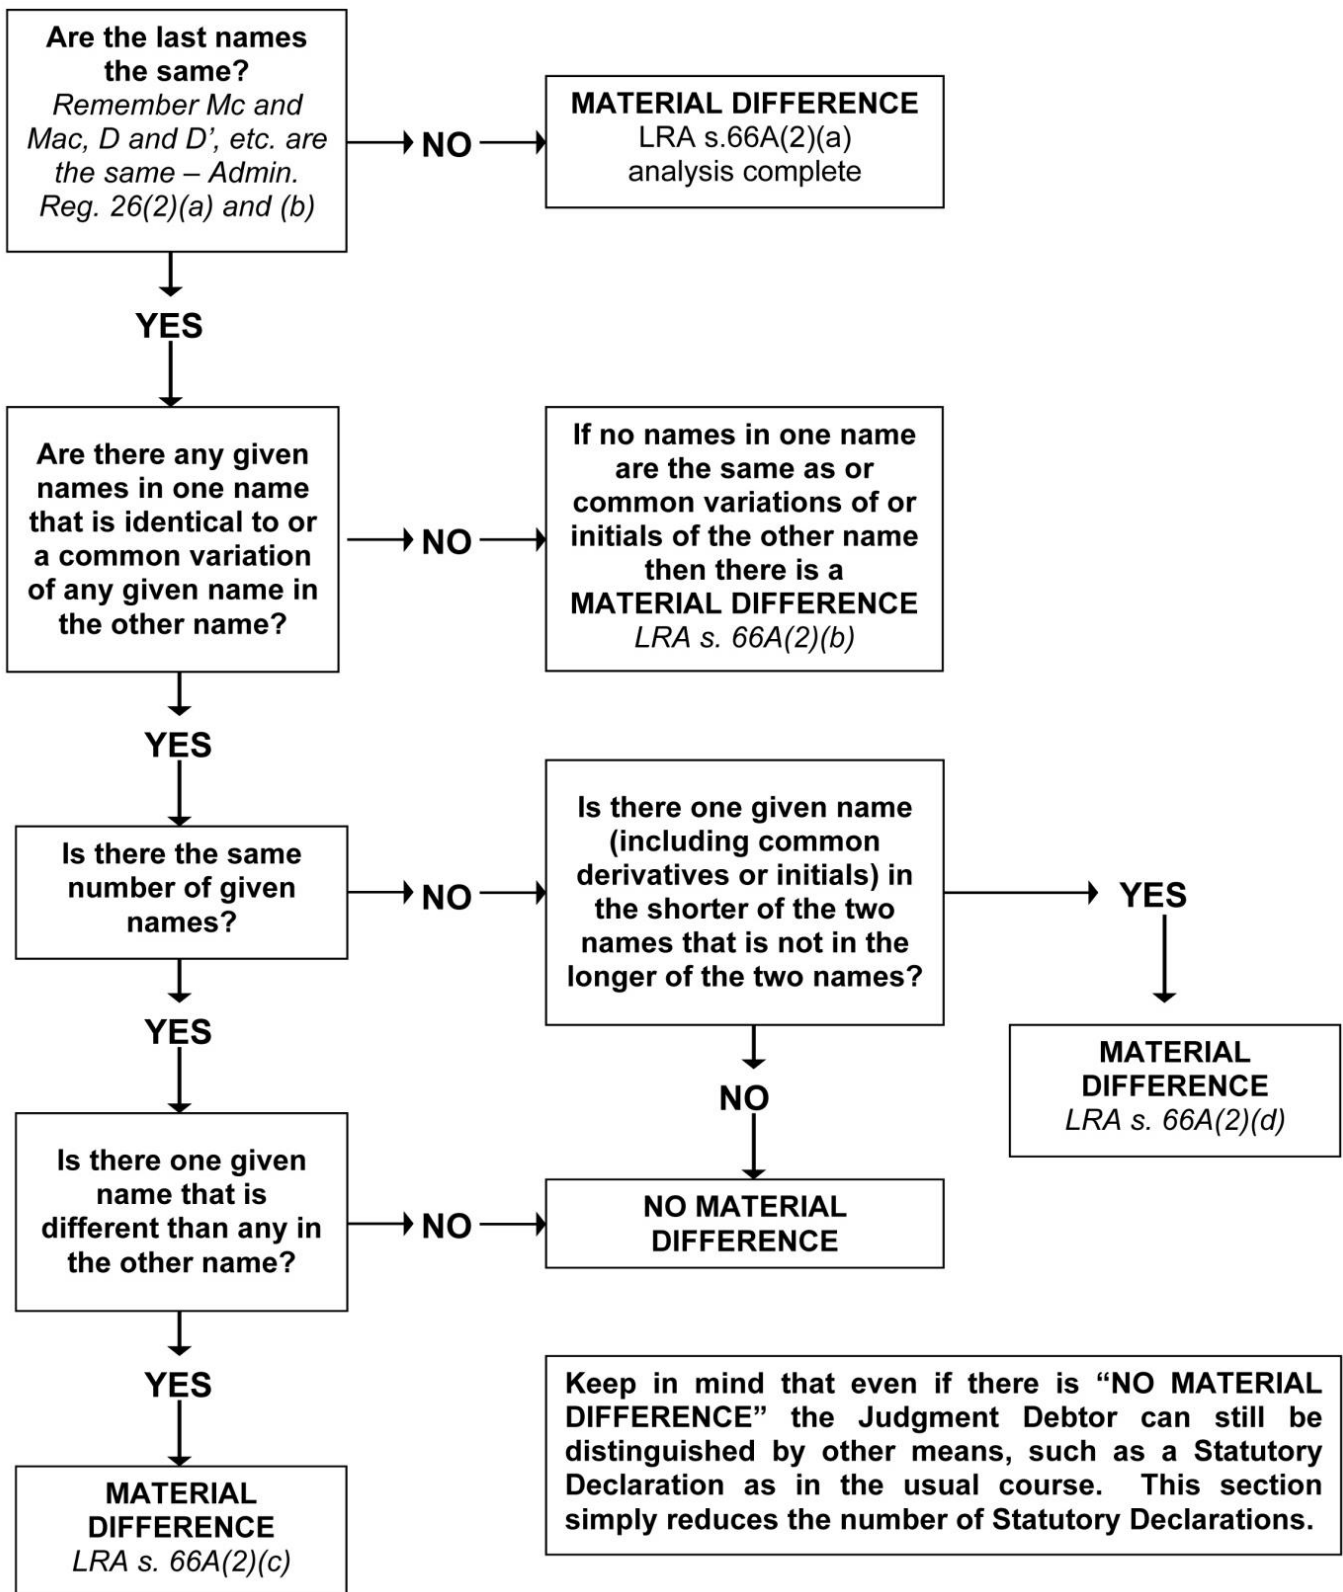 Are the last names
the same?
Remember Mc and
Mac, D and D’, etc. are
the same – Admin.
Reg. 26(2)(a) and (b)
NO
MATERIAL DIFFERENCE
LRA s.66A(2)(a)
analysis complete
YES
Are there any given
names in one name
that is identical to or
a common variation
of any given name in
the other name?
NO
If no names in one name
are the same as or
common variations of or
initials of the other name
then there is a
MATERIAL DIFFERENCE
LRA s. 66A(2)(b)
YES
Is there the same
number of given
names?
NO
Is there one given name
(including common
derivatives or initials) in
the shorter of the two
names that is not in the
longer of the two names?
YES
MATERIAL
DIFFERENCE
LRA s. 66A(2)(d)
NO
YES
Is there one given
name that is
different than any in
the other name?
NO
NO MATERIAL
DIFFERENCE
YES
MATERIAL
DIFFERENCE
LRA s. 66A(2)(c)
Keep in mind that even if there is “NO MATERIAL
DIFFERENCE” the Judgment Debtor can still be
distinguished by other means, such as a Statutory
Declaration as in the usual course. This section
simply reduces the number of Statutory Declarations.